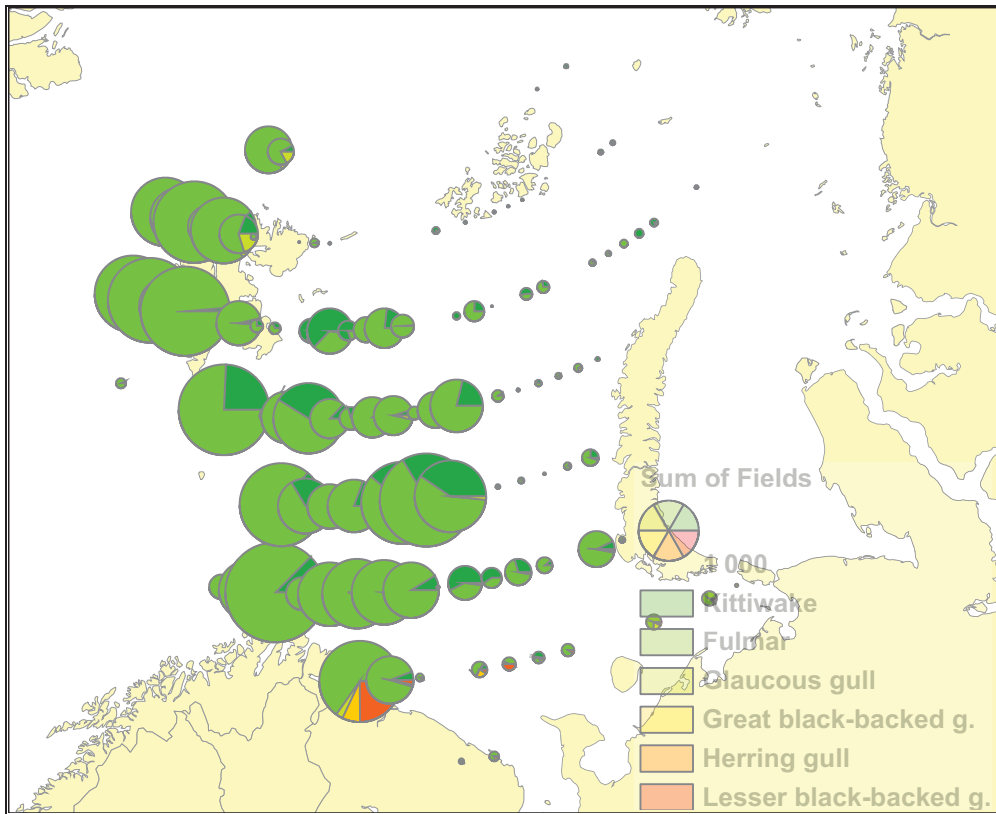 Sum of Fields
1 000
Kittiwake
Fulmar
Glaucous gull
Great black-backed g.
Herring gull
Lesser black-backed g.